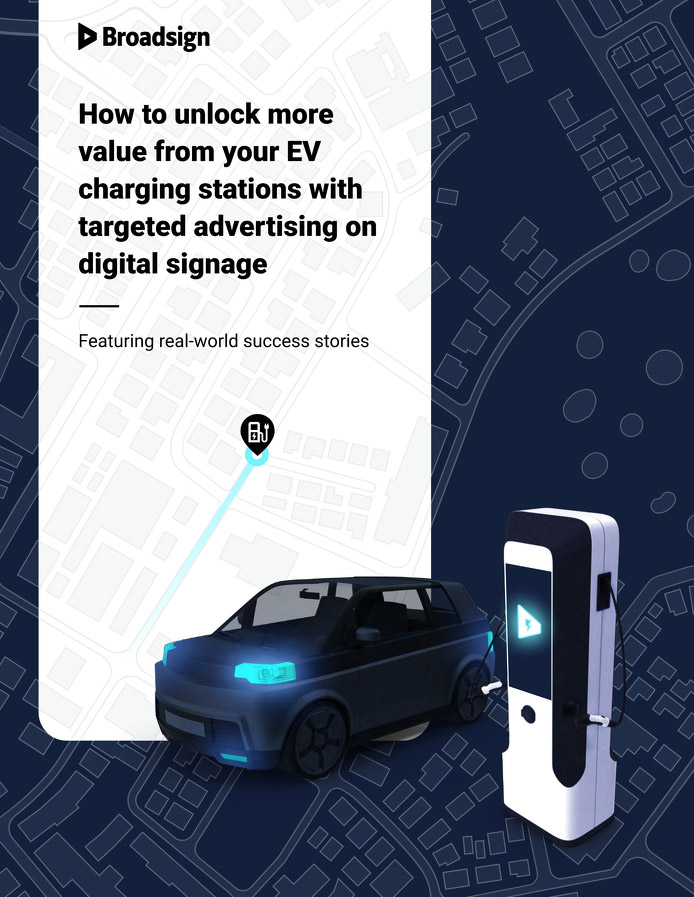 Broadsign
How to unlock more
value from your EV
charging stations with
targeted advertising on
digital signage
Featuring real-world success stories